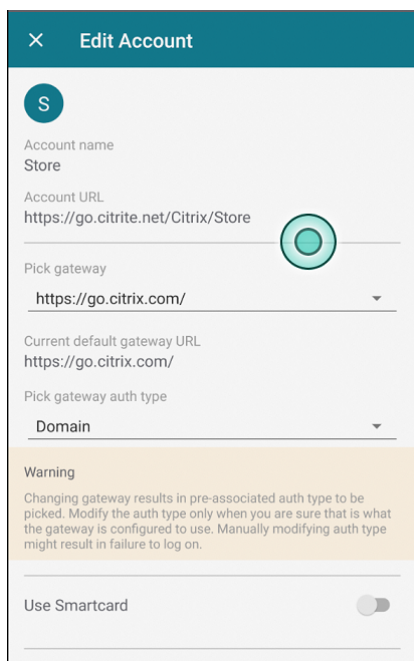 Edit Account
S
Account name
Store
Account URL
https://go.citrite.net/Citrix/Store
Pick gateway
https://go.citrix.com/
Current default gateway URL
https://go.citrix.com/
Pick gateway auth type
Domain
Warning
Changing gateway results in pre-associated auth type to be
picked. Modify the auth type only when you are sure that is what
the gateway is configured to use. Manually modifying auth type
might result in failure to log on.
Use Smartcard